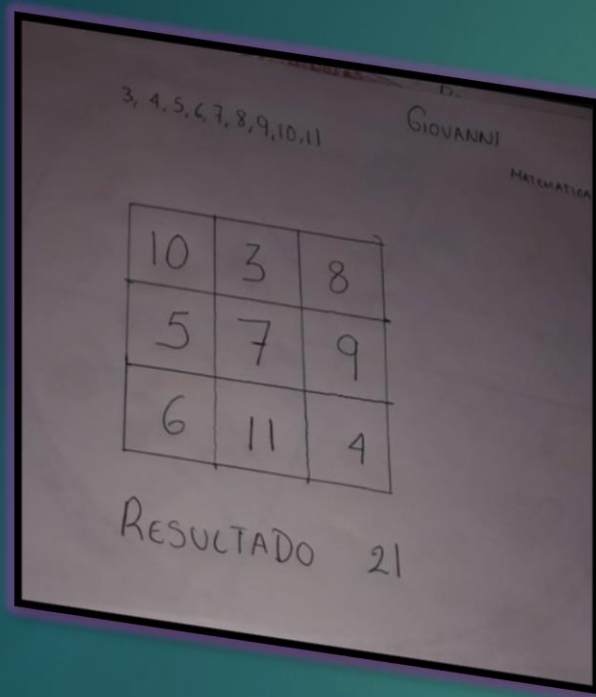 D.
3, 4, 5, 6, 7, 8, 9, 10, 11
GIOVANNI
MATEMATICA
10 3 8
5 7 9
6 11 4
RESULTADO 21